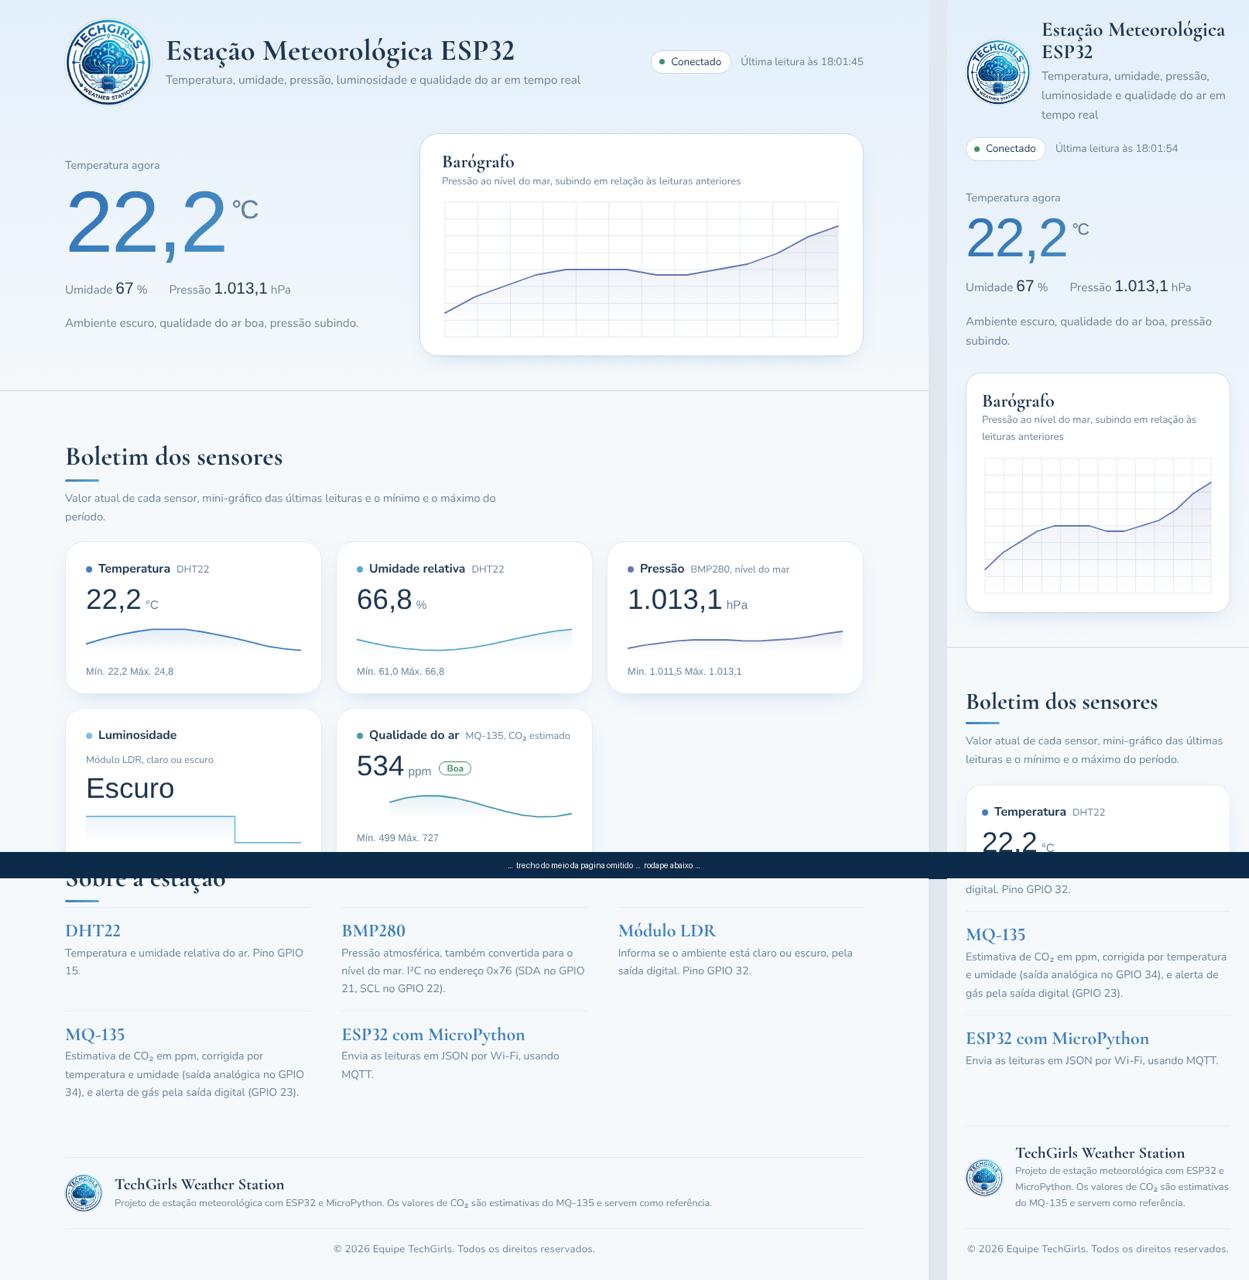 TECHGIRLS
WEATHER STATION
Estação Meteorológica ESP32
Temperatura, umidade, pressão, luminosidade e qualidade do ar em tempo real
Conectado
Última leitura às 18:01:45
Temperatura agora
22,2 °C
Umidade 67 %
Pressão 1.013,1 hPa
Ambiente escuro, qualidade do ar boa, pressão subindo.
Barógrafo
Pressão ao nível do mar, subindo em relação às leituras anteriores
Boletim dos sensores
Valor atual de cada sensor, mini-gráfico das últimas leituras e o mínimo e o máximo do
período.
Temperatura DHT22
22,2 °C
Mín. 22,2 Máx. 24,8
Umidade relativa DHT22
66,8 %
Mín. 61,0 Máx. 66,8
Pressão BMP280, nível do mar
1.013,1 hPa
Mín. 1.011,5 Máx. 1.013,1
Luminosidade
Módulo LDR, claro ou escuro
Escuro
Qualidade do ar MQ-135, CO₂ estimado
534 ppm Boa
Mín. 499 Máx. 727
TECHGIRLS
WEATHER STATION
Estação Meteorológica
ESP32
Temperatura, umidade, pressão,
luminosidade e qualidade do ar em
tempo real
Conectado
Última leitura às 18:01:54
Temperatura agora
22,2 °C
Umidade 67 %
Pressão 1.013,1 hPa
Ambiente escuro, qualidade do ar boa, pressão
subindo.
Barógrafo
Pressão ao nível do mar, subindo em relação às
leituras anteriores
Boletim dos sensores
Valor atual de cada sensor, mini-gráfico das últimas
leituras e o mínimo e o máximo do período.
Temperatura DHT22
22,2 °C
... trecho do meio da pagina omitido ... rodape abaixo ...
Sobre a estação
DHT22
Temperatura e umidade relativa do ar. Pino GPIO
15.
BMP280
Pressão atmosférica, também convertida para o
nível do mar. I²C no endereço 0x76 (SDA no GPIO
21, SCL no GPIO 22).
Módulo LDR
Informa se o ambiente está claro ou escuro, pela
saída digital. Pino GPIO 32.
MQ-135
Estimativa de CO₂ em ppm, corrigida por
temperatura e umidade (saída analógica no GPIO
34), e alerta de gás pela saída digital (GPIO 23).
ESP32 com MicroPython
Envia as leituras em JSON por Wi-Fi, usando
MQTT.
TechGirls Weather Station
Projeto de estação meteorológica com ESP32 e MicroPython. Os valores de CO₂ são estimativas do MQ-135 e servem como referência.
© 2026 Equipe TechGirls. Todos os direitos reservados.
digital. Pino GPIO 32.
MQ-135
Estimativa de CO₂ em ppm, corrigida por temperatura
e umidade (saída analógica no GPIO 34), e alerta de
gás pela saída digital (GPIO 23).
ESP32 com MicroPython
Envia as leituras em JSON por Wi-Fi, usando MQTT.
TechGirls Weather Station
Projeto de estação meteorológica com ESP32 e
MicroPython. Os valores de CO₂ são estimativas
do MQ-135 e servem como referência.
© 2026 Equipe TechGirls. Todos os direitos reservados.